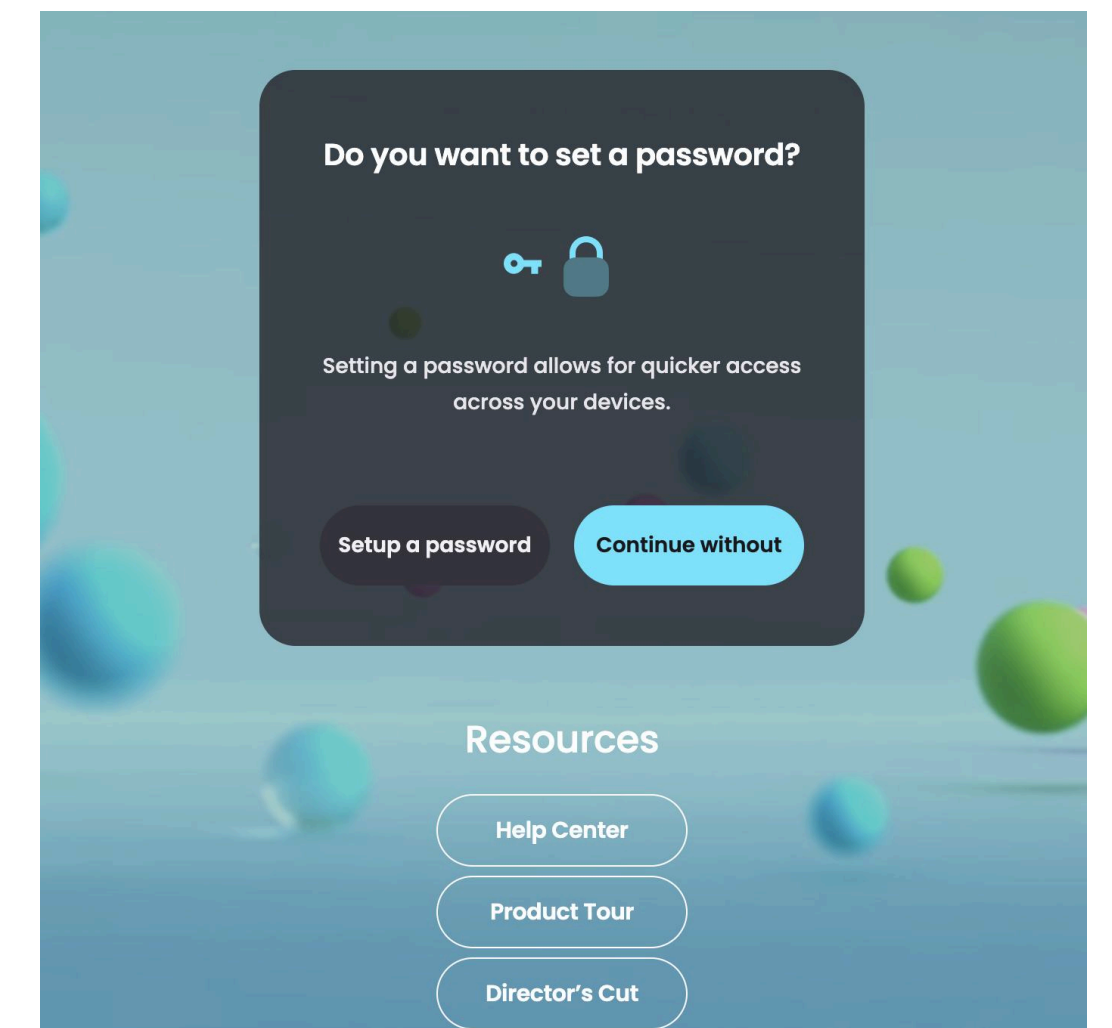 Do you want to set a password?
Setting a password allows for quicker access
across your devices.
Setup a password
Continue without
Resources
Help Center
Product Tour
Director’s Cut